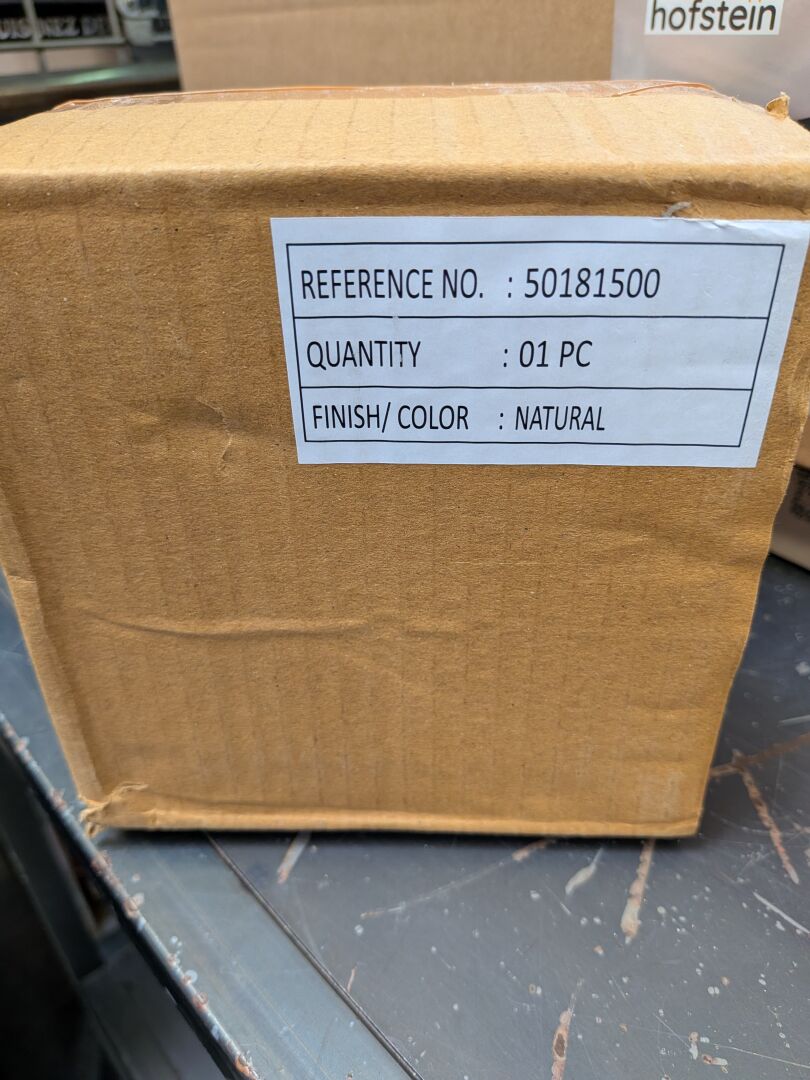 hofstein
REFERENCE NO. : 50181500
QUANTITY : 01 PC
FINISH/ COLOR : NATURAL